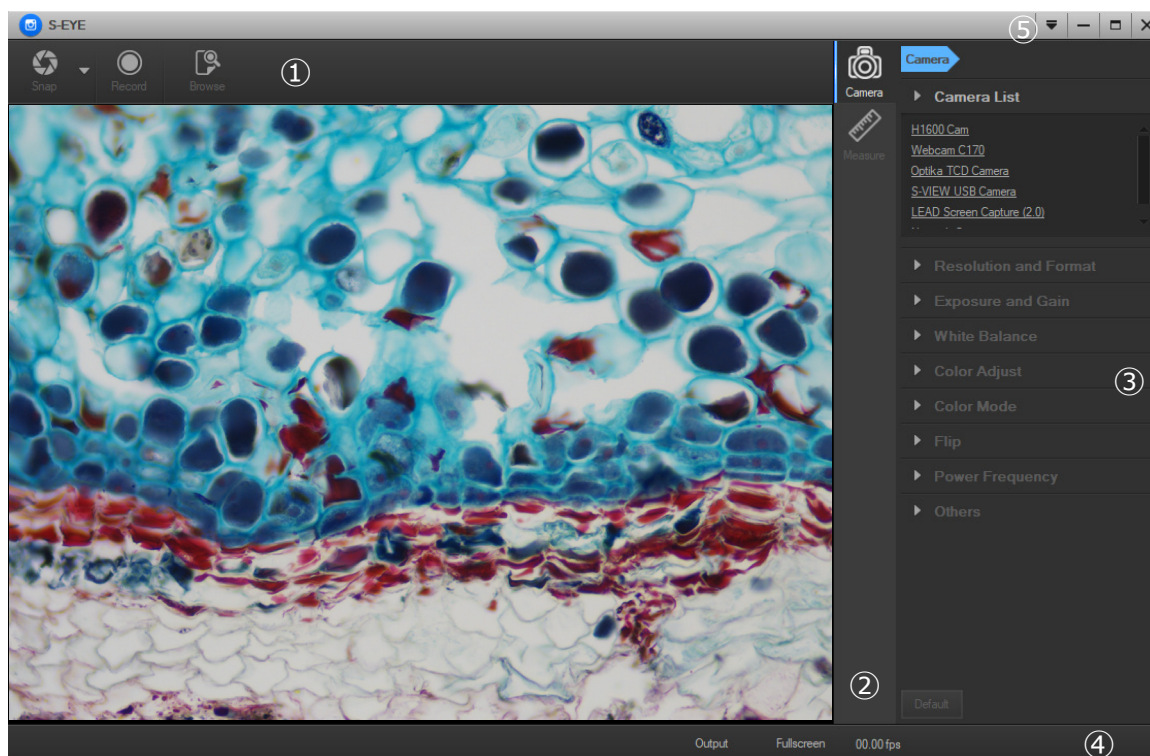 S-EYE
⑤
Snap
Record
Browse
①
Camera
Measure
Camera
Camera List
H1600 Cam
Webcam C170
Optika TCD Camera
S-VIEW USB Camera
LEAD Screen Capture (2.0)
Resolution and Format
Exposure and Gain
White Balance
Color Adjust
③
Color Mode
Flip
Power Frequency
Others
②
Default
Output
Fullscreen
00.00 fps
④